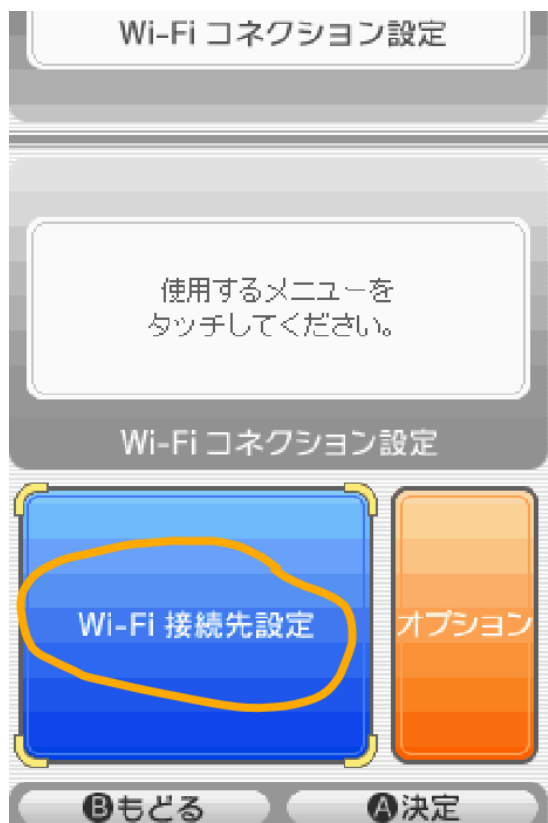 Wi-Fi コネクション設定
使用するメニューを
タッチしてください。
Wi-Fi コネクション設定
Wi-Fi 接続先設定
オプション
Bもどる
A決定